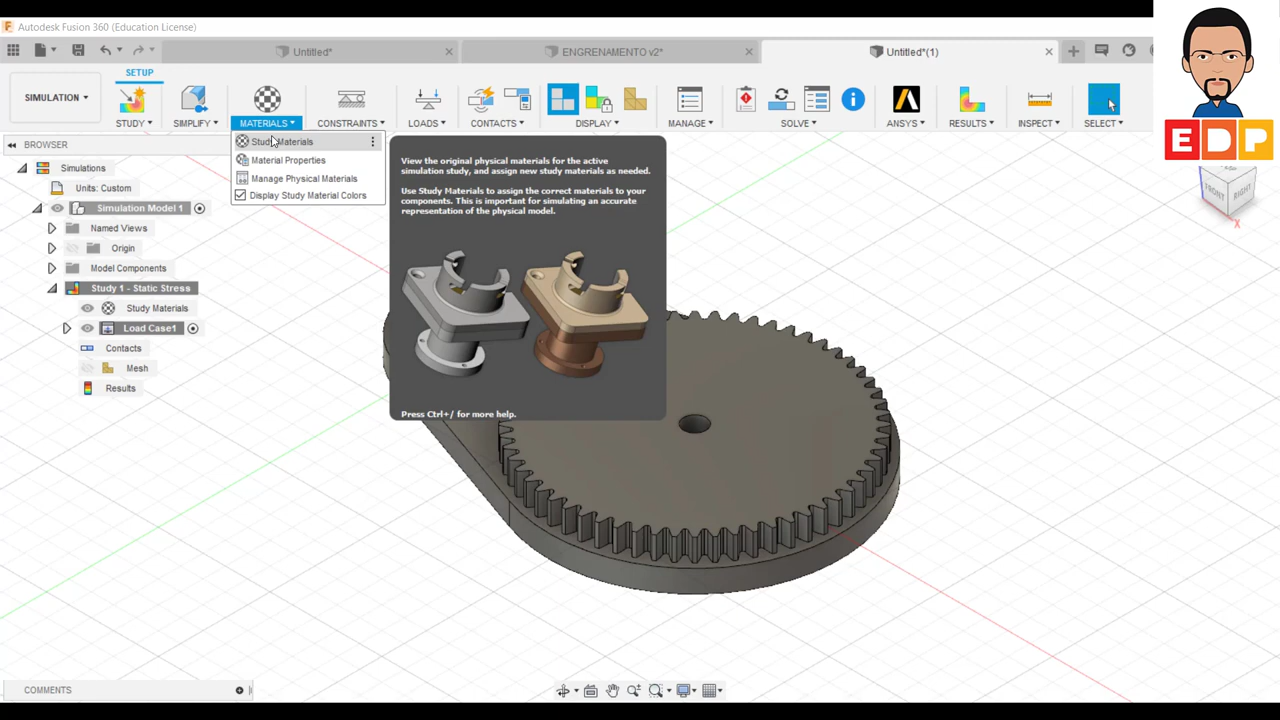 Autodesk Fusion 360 (Education License)
Untitled*
ENGRENAMENTO v2*
Untitled*(1)
SETUP
SIMULATION
STUDY
SIMPLIFY
MATERIALS
CONSTRAINTS
LOADS
CONTACTS
DISPLAY
MANAGE
SOLVE
ANSYS
RESULTS
INSPECT
SELECT
EDP
BROWSER
Simulations
Units: Custom
Simulation Model 1
Named Views
Origin
Model Components
Study 1 - Static Stress
Study Materials
Load Case1
Contacts
Mesh
Results
Study Materials
Material Properties
Manage Physical Materials
Display Study Material Colors
View the original physical materials for the active
simulation study, and assign new study materials as needed.
Use Study Materials to assign the correct materials to your
components. This is important for simulating an accurate
representation of the physical model.
Press Ctrl+/ for more help.
FRONT
RIGHT
X
COMMENTS